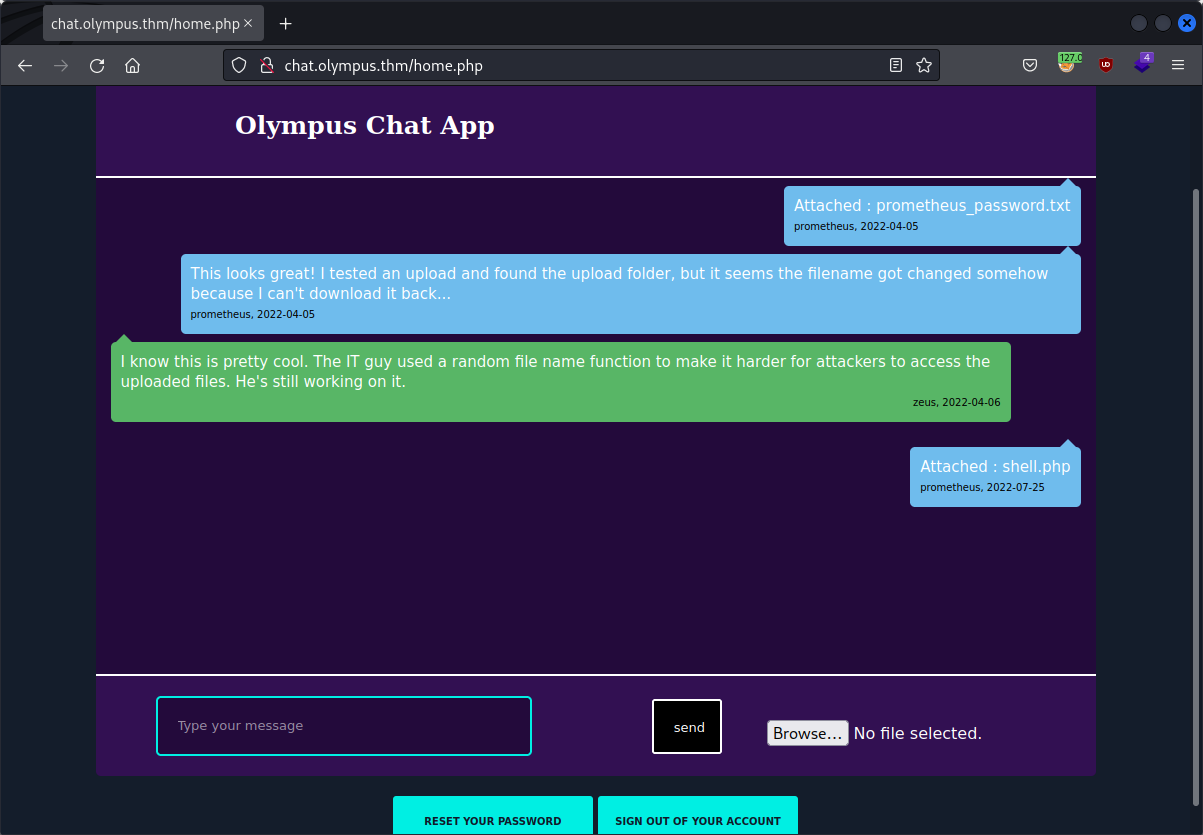 chat.olympus.thm/home.php
chat.olympus.thm/home.php
4
Olympus Chat App
Attached : prometheus_password.txt
prometheus, 2022-04-05
This looks great! I tested an upload and found the upload folder, but it seems the filename got changed somehow
because I can't download it back...
prometheus, 2022-04-05
I know this is pretty cool. The IT guy used a random file name function to make it harder for attackers to access the
uploaded files. He's still working on it.
zeus, 2022-04-06
Attached : shell.php
prometheus, 2022-07-25
Type your message
send
Browse...
No file selected.
RESET YOUR PASSWORD
SIGN OUT OF YOUR ACCOUNT